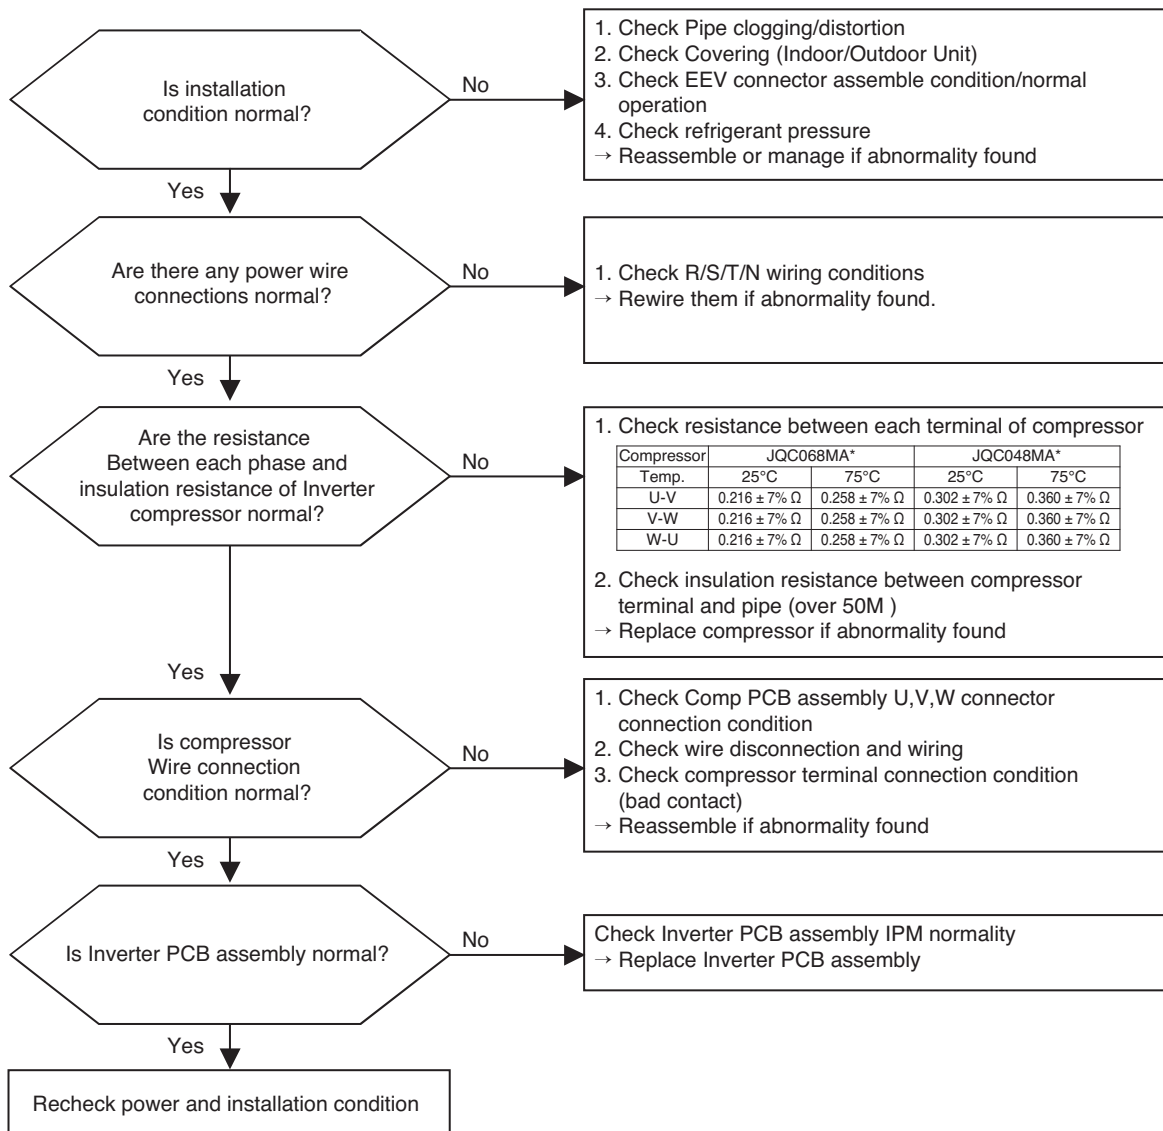 Is installation
condition normal?
No
1. Check Pipe clogging/distortion
2. Check Covering (Indoor/Outdoor Unit)
3. Check EEV connector assemble condition/normal
operation
4. Check refrigerant pressure
→ Reassemble or manage if abnormality found
Yes
Are there any power wire
connections normal?
No
1. Check R/S/T/N wiring conditions
→ Rewire them if abnormality found.
Yes
Are the resistance
Between each phase and
insulation resistance of Inverter
compressor normal?
No
1. Check resistance between each terminal of compressor
Compressor JQC068MA* JQC048MA*
Temp. 25°C 75°C 25°C 75°C
U-V 0.216 ± 7% Ω 0.258 ± 7% Ω 0.302 ± 7% Ω 0.360 ± 7% Ω
V-W 0.216 ± 7% Ω 0.258 ± 7% Ω 0.302 ± 7% Ω 0.360 ± 7% Ω
W-U 0.216 ± 7% Ω 0.258 ± 7% Ω 0.302 ± 7% Ω 0.360 ± 7% Ω
2. Check insulation resistance between compressor
terminal and pipe (over 50M )
→ Replace compressor if abnormality found
Yes
Is compressor
Wire connection
condition normal?
No
1. Check Comp PCB assembly U,V,W connector
connection condition
2. Check wire disconnection and wiring
3. Check compressor terminal connection condition
(bad contact)
→ Reassemble if abnormality found
Yes
Is Inverter PCB assembly normal?
No
Check Inverter PCB assembly IPM normality
→ Replace Inverter PCB assembly
Yes
Recheck power and installation condition